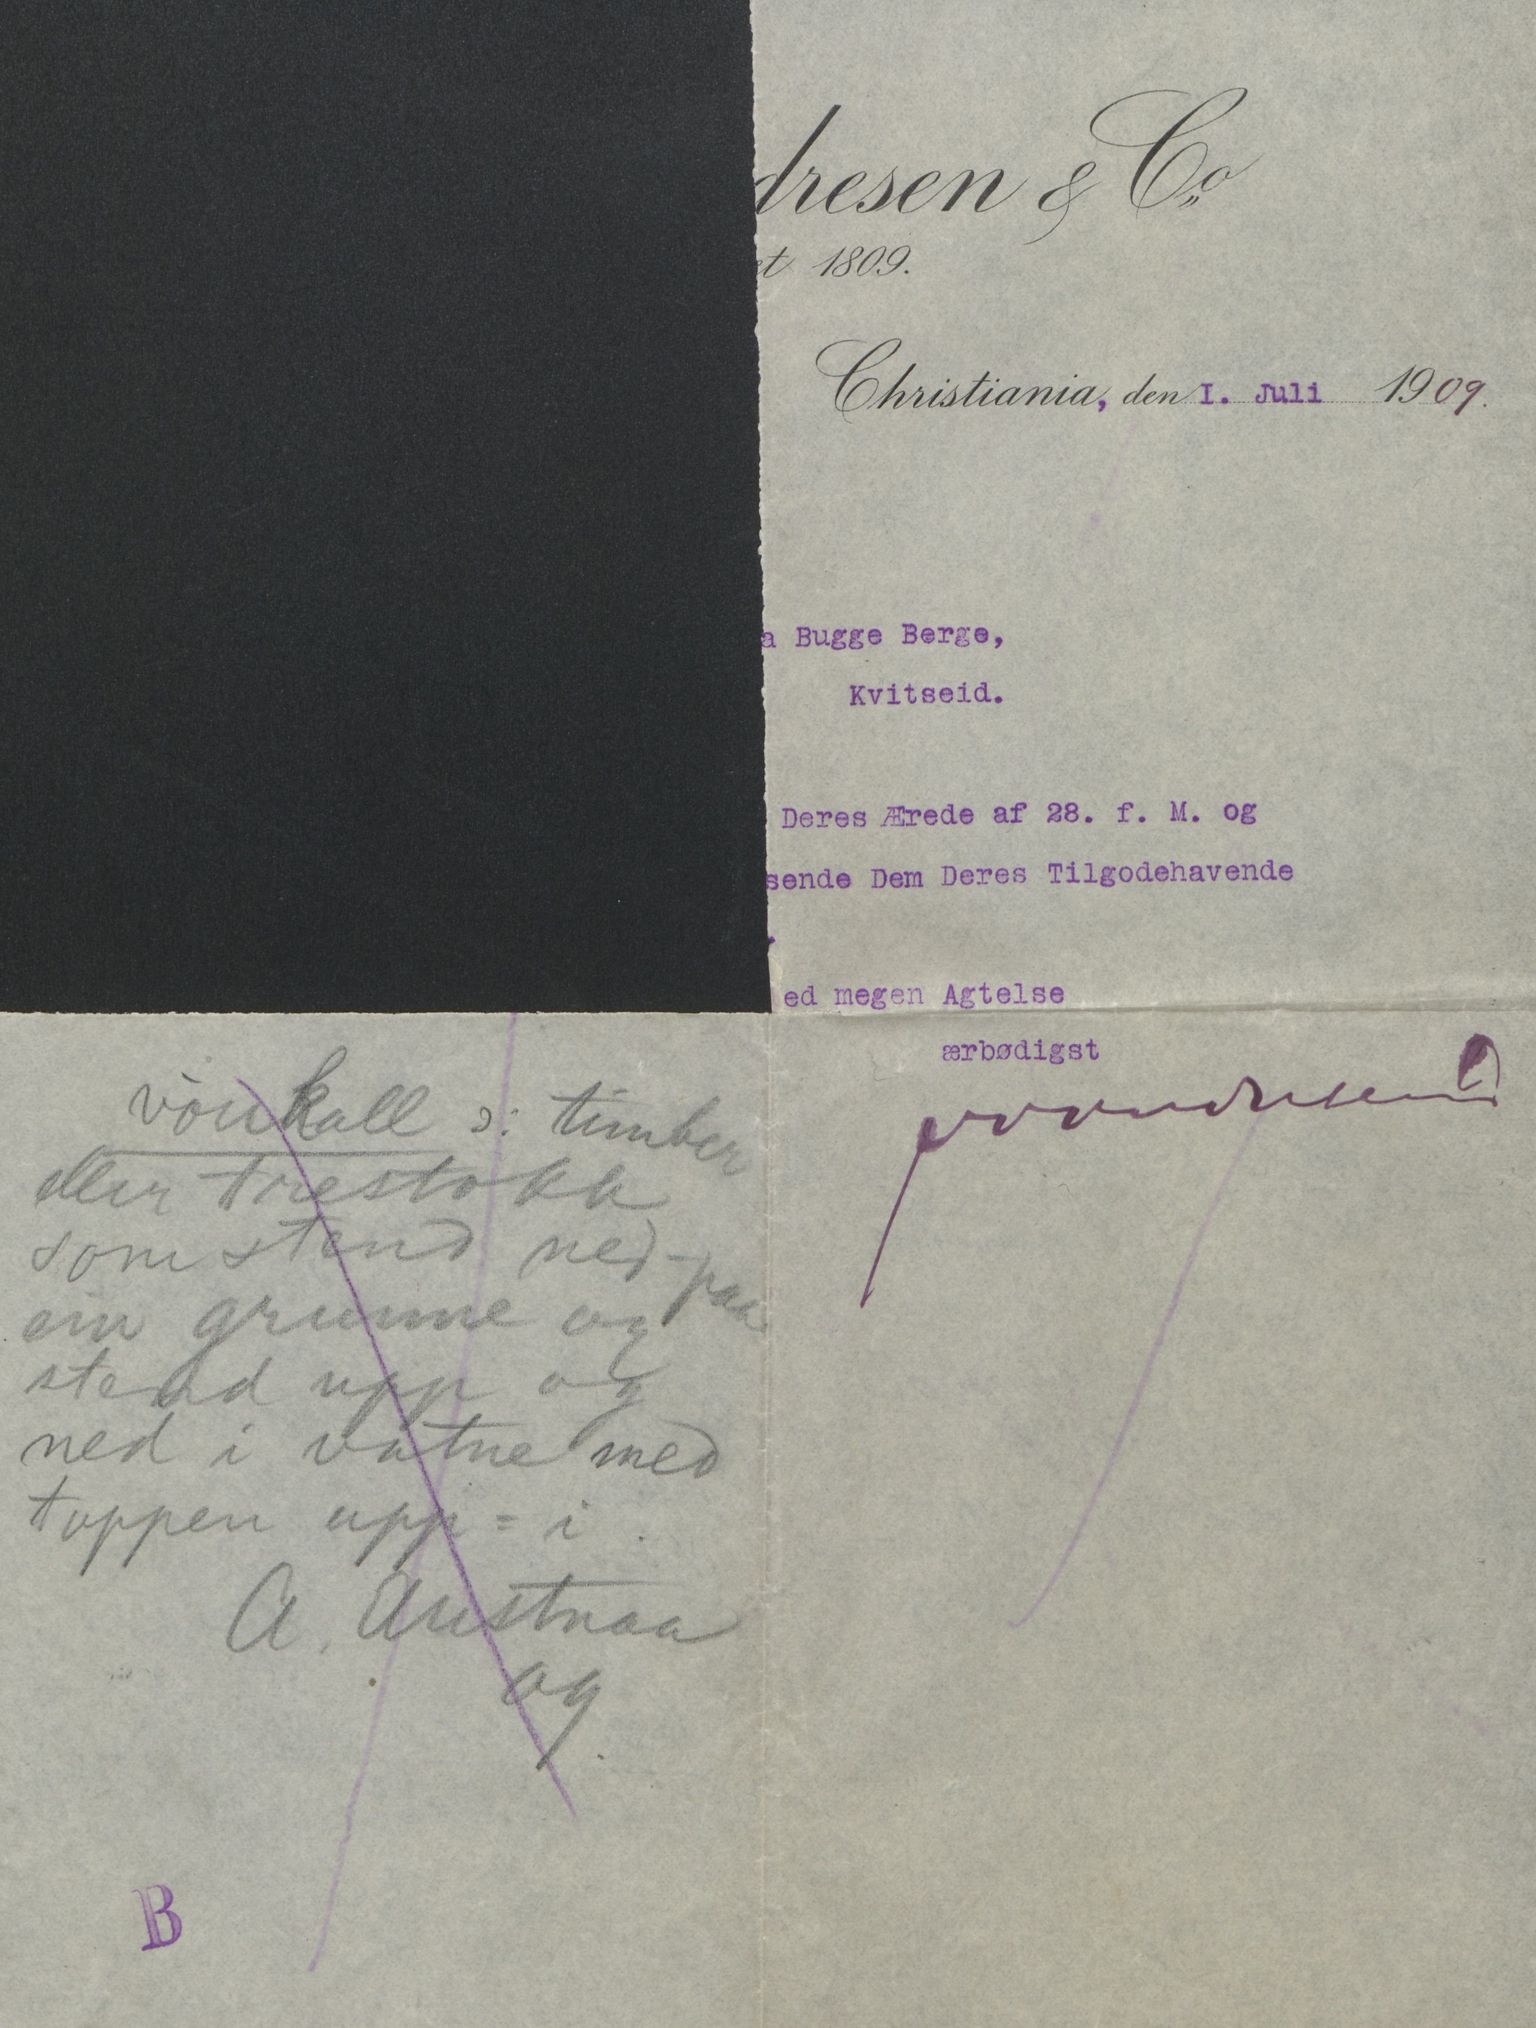 dresen & Co.
et 1809.
Christiania, den 1. Juli 1909.
a Bugge Berge,
Kvitseid.
Deres Ærede af 28. f. M. og
sende Dem Deres Tilgodehavende
ed megen Agtelse
ærbødigst
vónkall ɔ: timber
eller trestokk
som stend ned-paa
ein grunne og
stend upp og
ned i vatne med
toppen upp = i.
A. Austnaa
og.
B